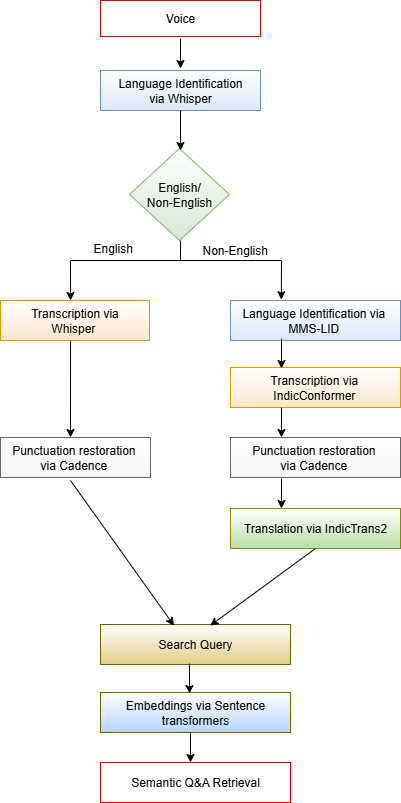 Voice
Language Identification
via Whisper
English/
Non-English
English
Non-English
Transcription via
Whisper
Language Identification via
MMS-LID
Transcription via
IndicConformer
Punctuation restoration
via Cadence
Punctuation restoration
via Cadence
Translation via IndicTrans2
Search Query
Embeddings via Sentence
transformers
Semantic Q&A Retrieval